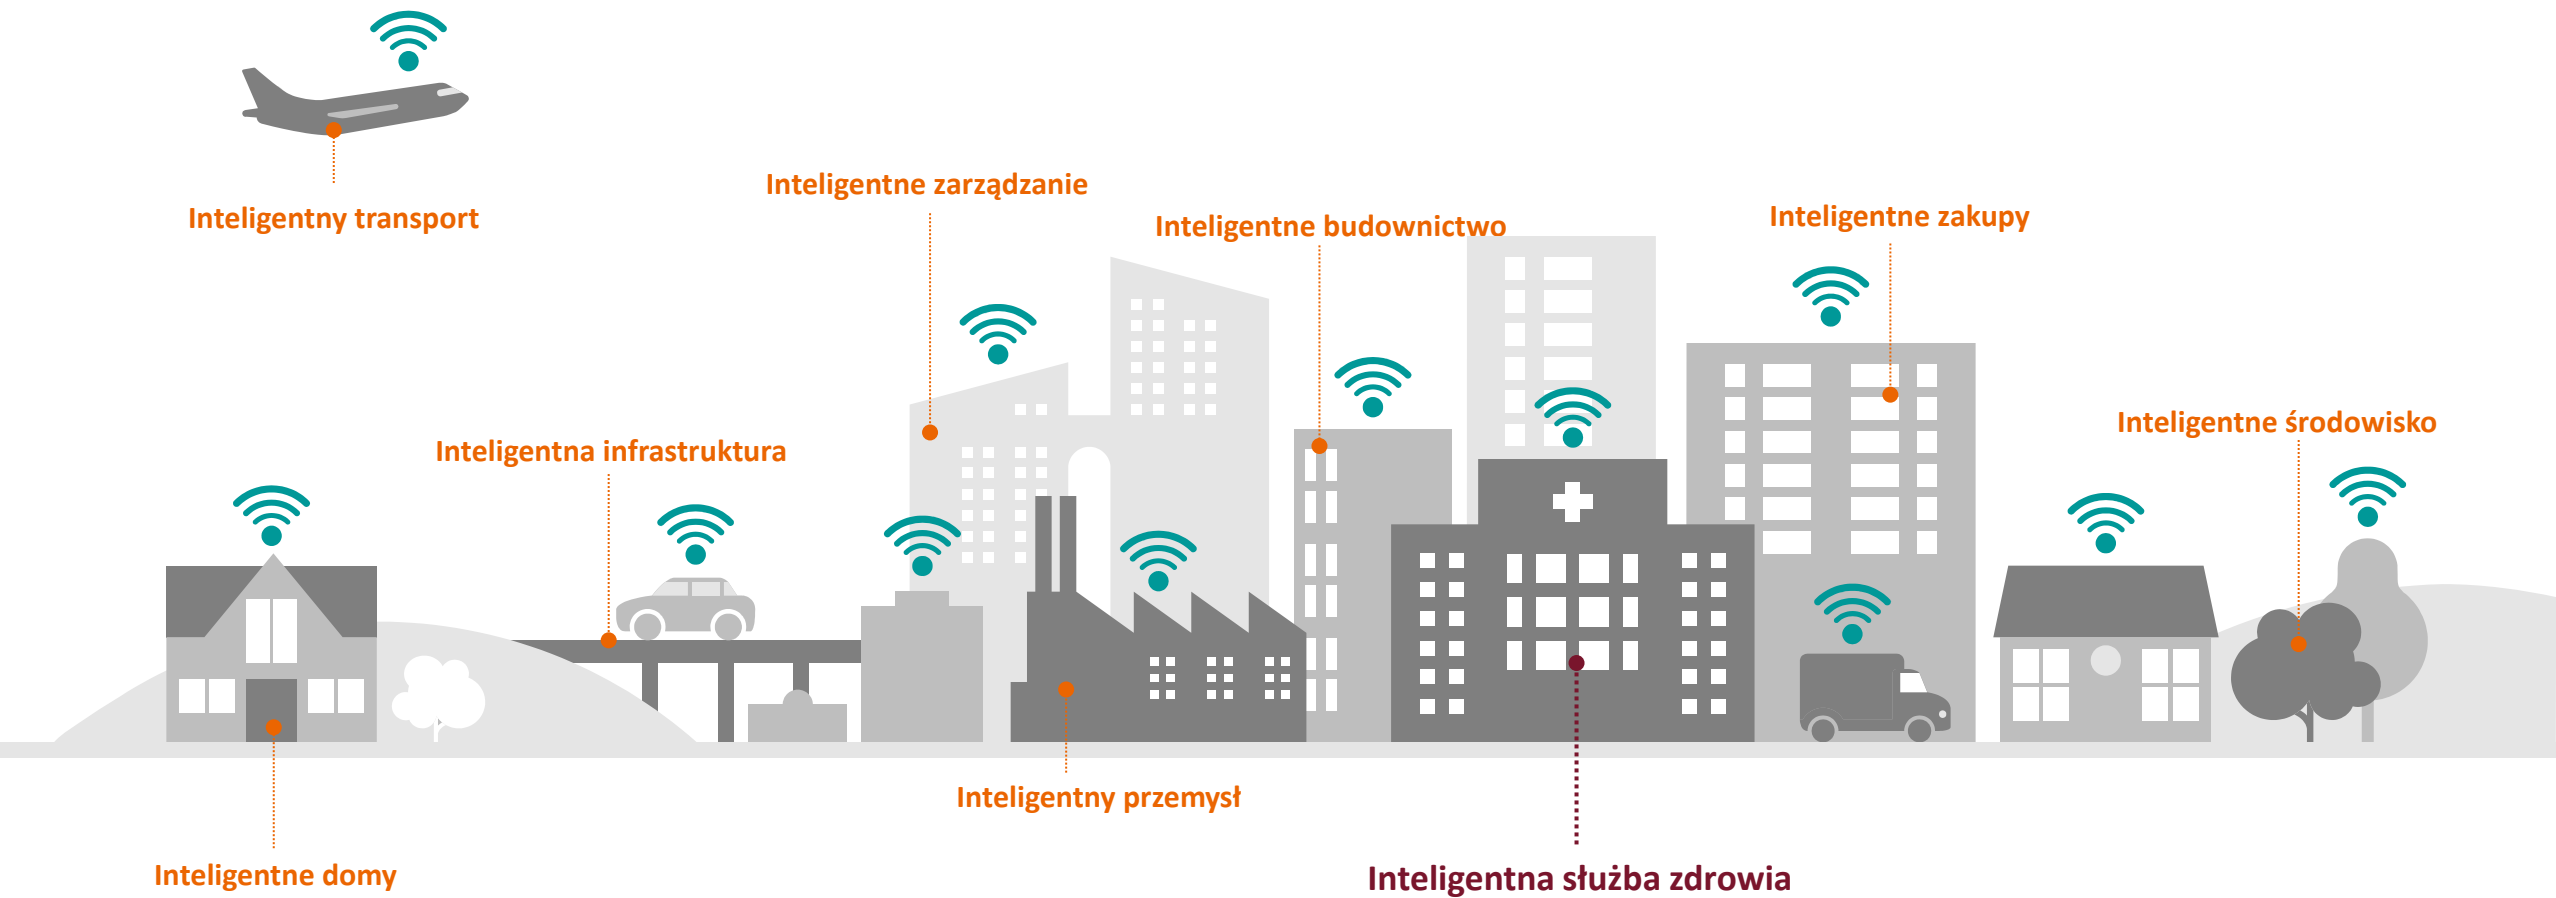 Inteligentne zarządzanie
Inteligentny transport
Inteligentne budownictwo
Inteligentne zakupy
Inteligentna infrastruktura
Inteligentne środowisko
Inteligentny przemysł
Inteligentne domy
Inteligentna służba zdrowia